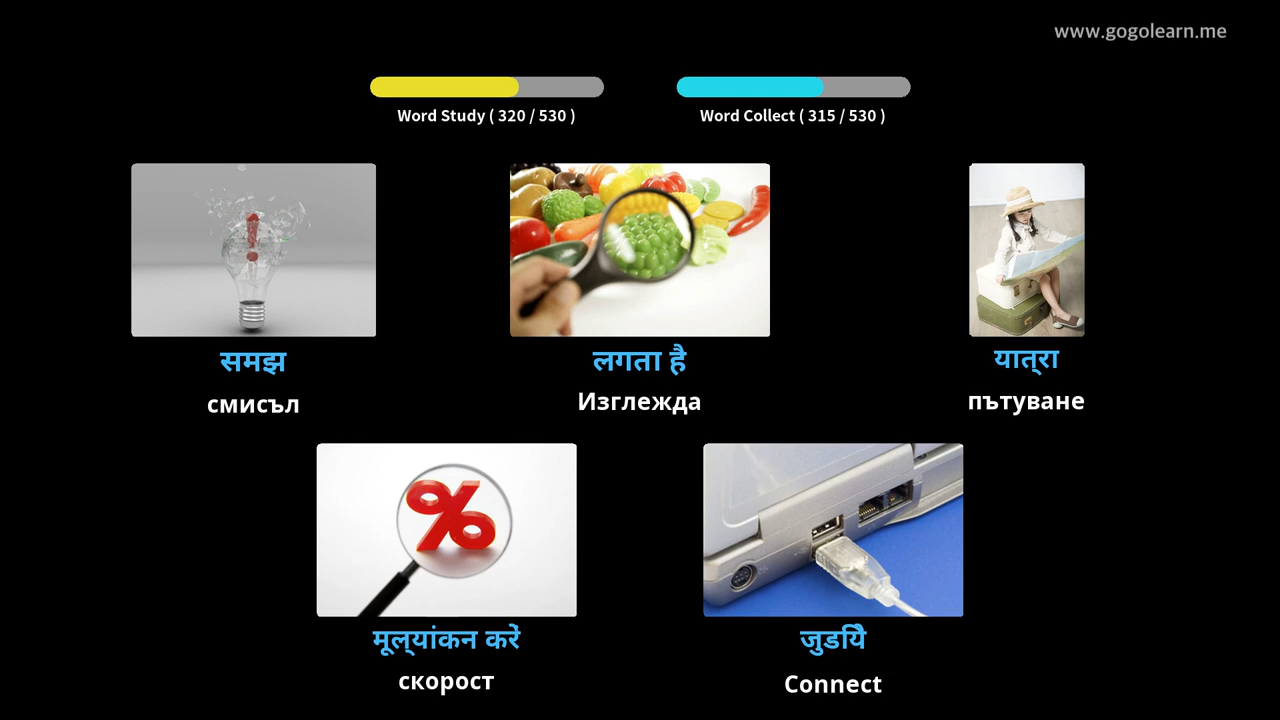 www.gogolearn.me
Word Study ( 320 / 530 )
Word Collect ( 315 / 530 )
समझ
लगता है
यात्रा
смисъл
Изглежда
пътуване
मूल्यांकन करें
जुडयेि
скорост
Connect